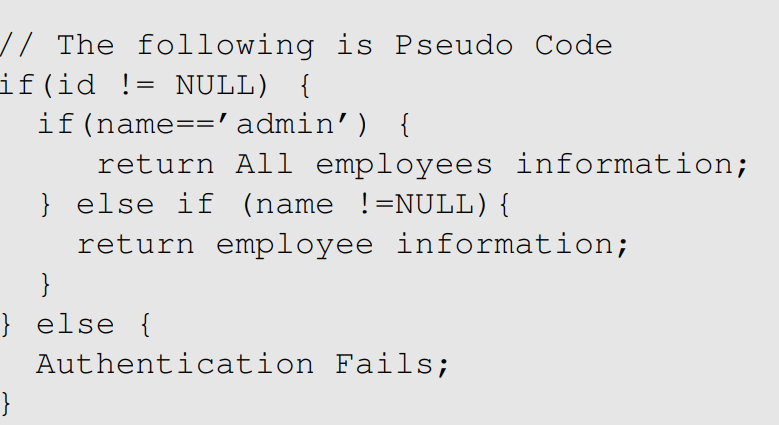 // The following is Pseudo Code
if(id != NULL) {
if(name==’admin’) {
return All employees information;
} else if (name !=NULL){
return employee information;
}
} else {
Authentication Fails;
}